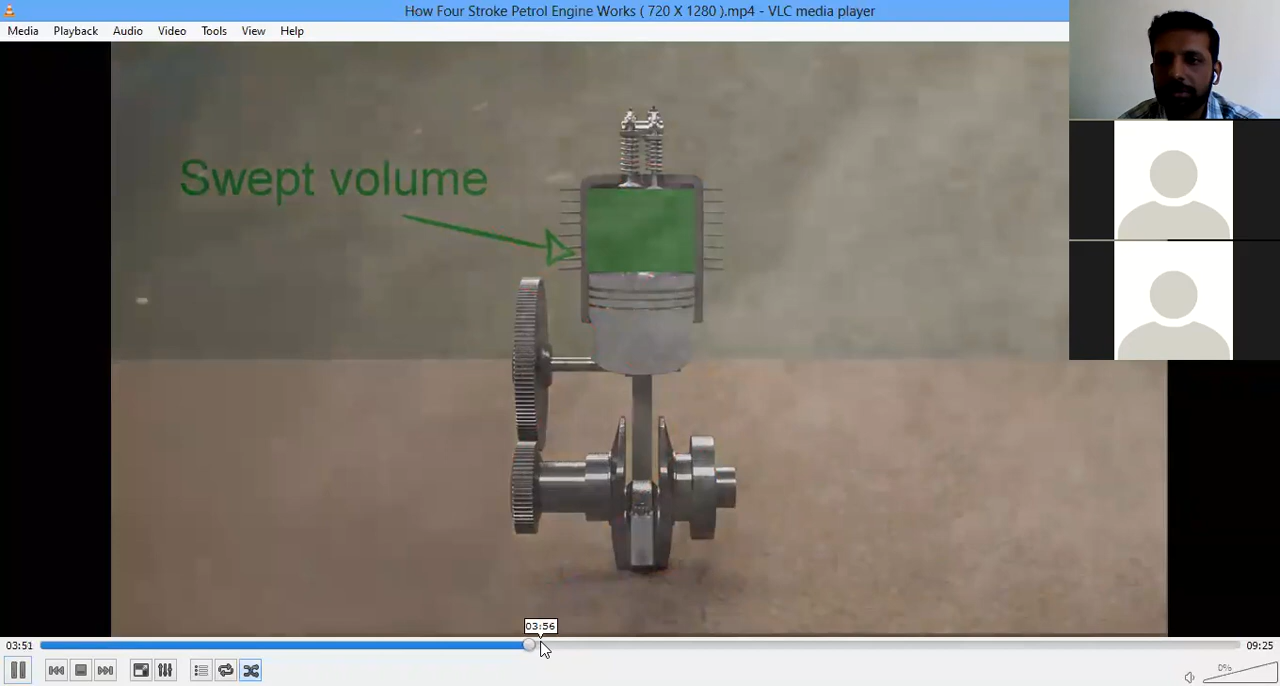 How Four Stroke Petrol Engine Works ( 720 X 1280 ).mp4 - VLC media player
Media Playback Audio Video Tools View Help
Swept volume
03:56
03:51
09:25
0%